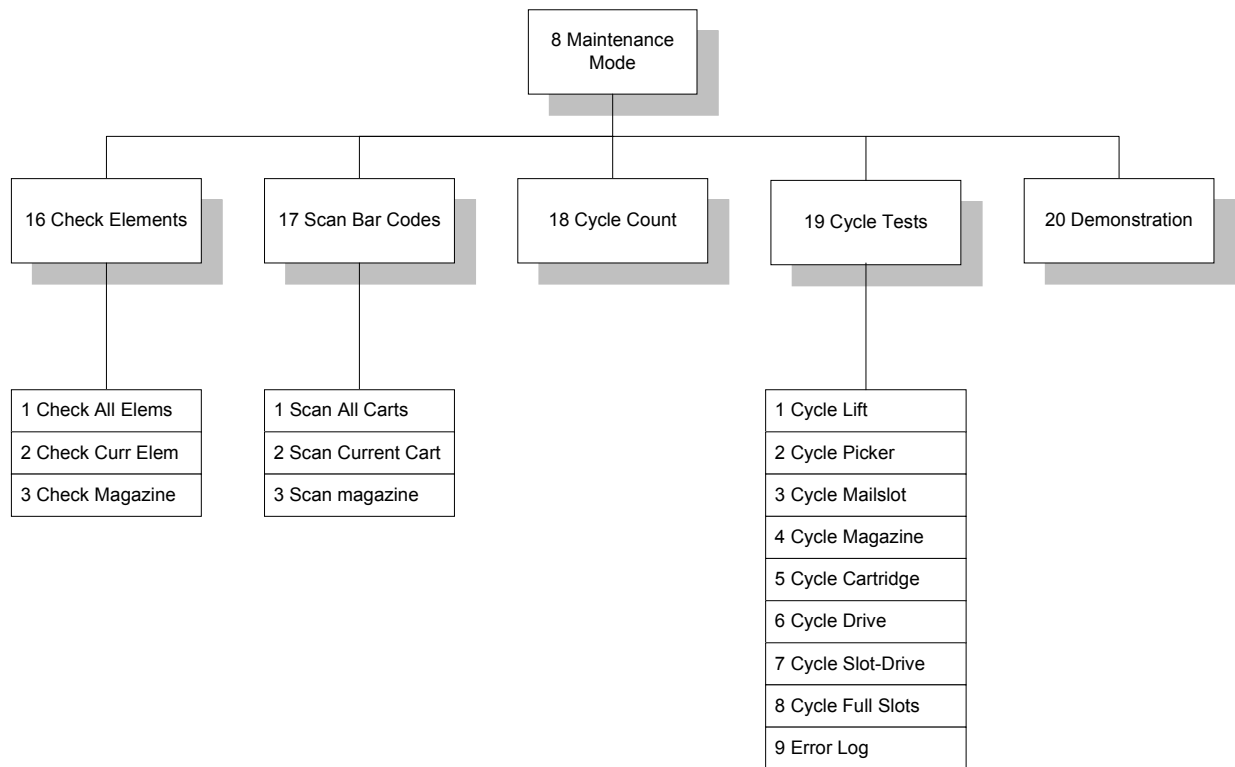 8 Maintenance
Mode
16 Check Elements
17 Scan Bar Codes
18 Cycle Count
19 Cycle Tests
20 Demonstration
1 Check All Elems
2 Check Curr Elem
3 Check Magazine
1 Scan All Carts
2 Scan Current Cart
3 Scan magazine
1 Cycle Lift
2 Cycle Picker
3 Cycle Mailslot
4 Cycle Magazine
5 Cycle Cartridge
6 Cycle Drive
7 Cycle Slot-Drive
8 Cycle Full Slots
9 Error Log